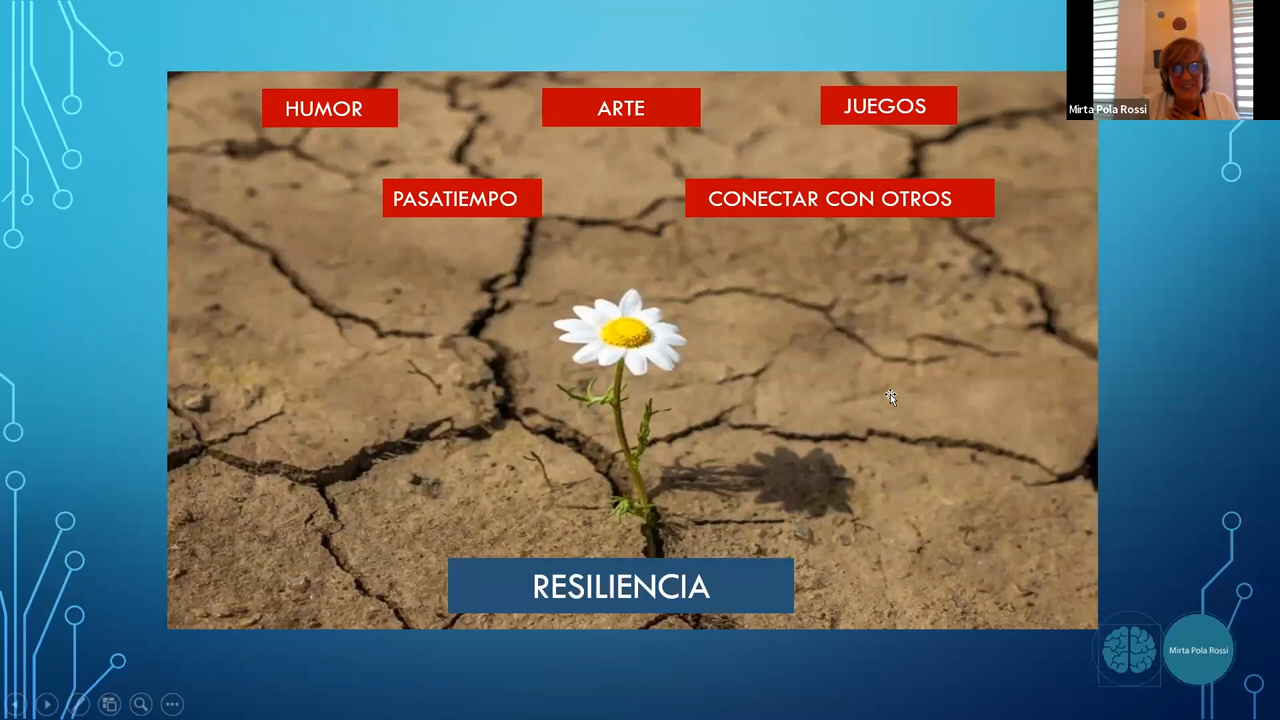 HUMOR
ARTE
JUEGOS
Mirta Pola Rossi
PASATIEMPO
CONECTAR CON OTROS
RESILIENCIA
Mirta Pola Rossi